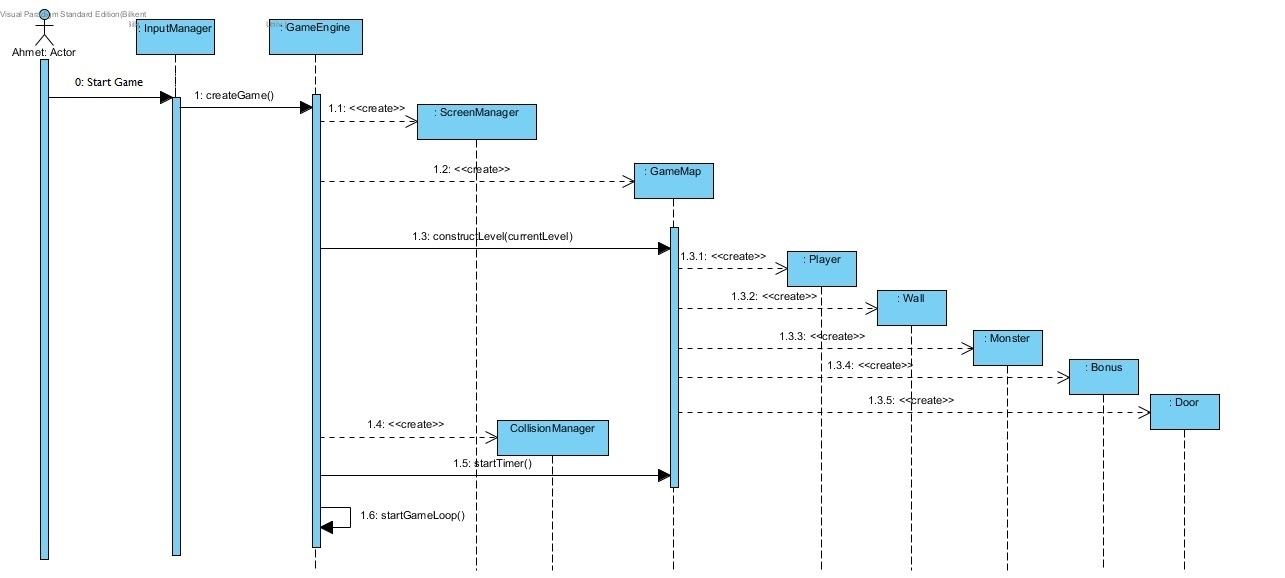 Visual Paradigm Standard Edition(Bilkent
: InputManager
: GameEngine
Ahmet: Actor
0: Start Game
1: createGame()
1.1: <<create>>
: ScreenManager
1.2: <<create>>
: GameMap
1.3: constructLevel(currentLevel)
1.3.1: <<create>>
: Player
1.3.2: <<create>>
: Wall
1.3.3: <<create>>
: Monster
1.3.4: <<create>>
: Bonus
1.3.5: <<create>>
: Door
1.4: <<create>>
CollisionManager
1.5: startTimer()
1.6: startGameLoop()